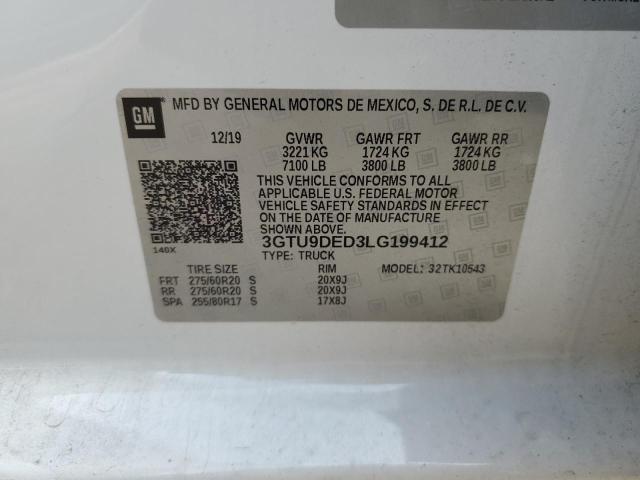 GM MFD BY GENERAL MOTORS DE MEXICO, S. DE R.L. DE C.V.
12/19 GVWR GAWR FRT GAWR RR
3221 KG 1724 KG 1724 KG
7100 LB 3800 LB 3800 LB
THIS VEHICLE CONFORMS TO ALL
APPLICABLE U.S. FEDERAL MOTOR
VEHICLE SAFETY STANDARDS IN EFFECT
ON THE DATE OF MANUFACTURE
SHOWN ABOVE.
3GTU9DED3LG199412
140X TYPE: TRUCK MODEL: 32TK10543
TIRE SIZE RIM
FRT 275/60R20 S 20X9J
RR 275/60R20 S 20X9J
SPA 255/80R17 S 17X8J